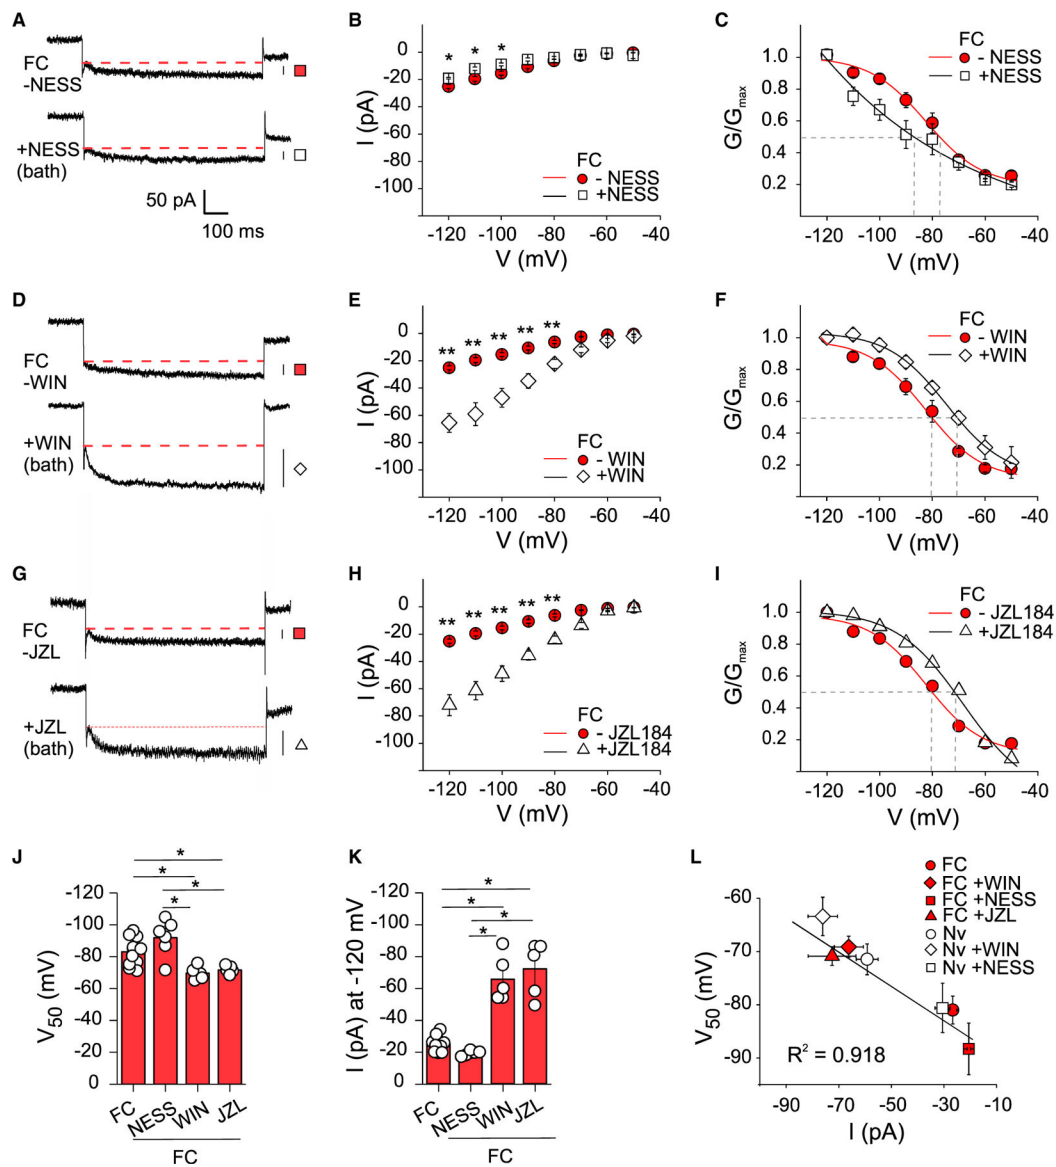 A
FC
-NESS
+NESS
(bath)
50 pA
100 ms
B
*
*
*
0
-20
-40
-60
-80
-100
I (pA)
FC
- NESS
+NESS
-120
-100
-80
-60
-40
V (mV)
C
FC
- NESS
+NESS
1.0
0.8
0.6
0.4
0.2
G/Gmax
-120
-100
-80
-60
-40
V (mV)
D
FC
-WIN
+WIN
(bath)
E
**
**
**
**
**
0
-20
-40
-60
-80
-100
I (pA)
FC
- WIN
+WIN
-120
-100
-80
-60
-40
V (mV)
F
FC
- WIN
+WIN
1.0
0.8
0.6
0.4
0.2
G/Gmax
-120
-100
-80
-60
-40
V (mV)
G
FC
-JZL
+JZL
(bath)
H
**
**
**
**
**
0
-20
-40
-60
-80
-100
I (pA)
FC
- JZL184
+JZL184
-120
-100
-80
-60
-40
V (mV)
I
FC
- JZL184
+JZL184
1.0
0.8
0.6
0.4
0.2
G/Gmax
-120
-100
-80
-60
-40
V (mV)
J
*
*
*
*
-120
-100
-80
-60
-40
-20
0
V50 (mV)
FC
NESS
WIN
JZL
FC
K
*
*
*
*
-120
-100
-80
-60
-40
-20
0
I (pA) at -120 mV
FC
NESS
WIN
JZL
FC
L
FC
FC +WIN
FC +NESS
FC +JZL
Nv
Nv +WIN
Nv +NESS
-60
-70
-80
-90
V50 (mV)
R2 = 0.918
-90
-70
-50
-30
-10
I (pA)